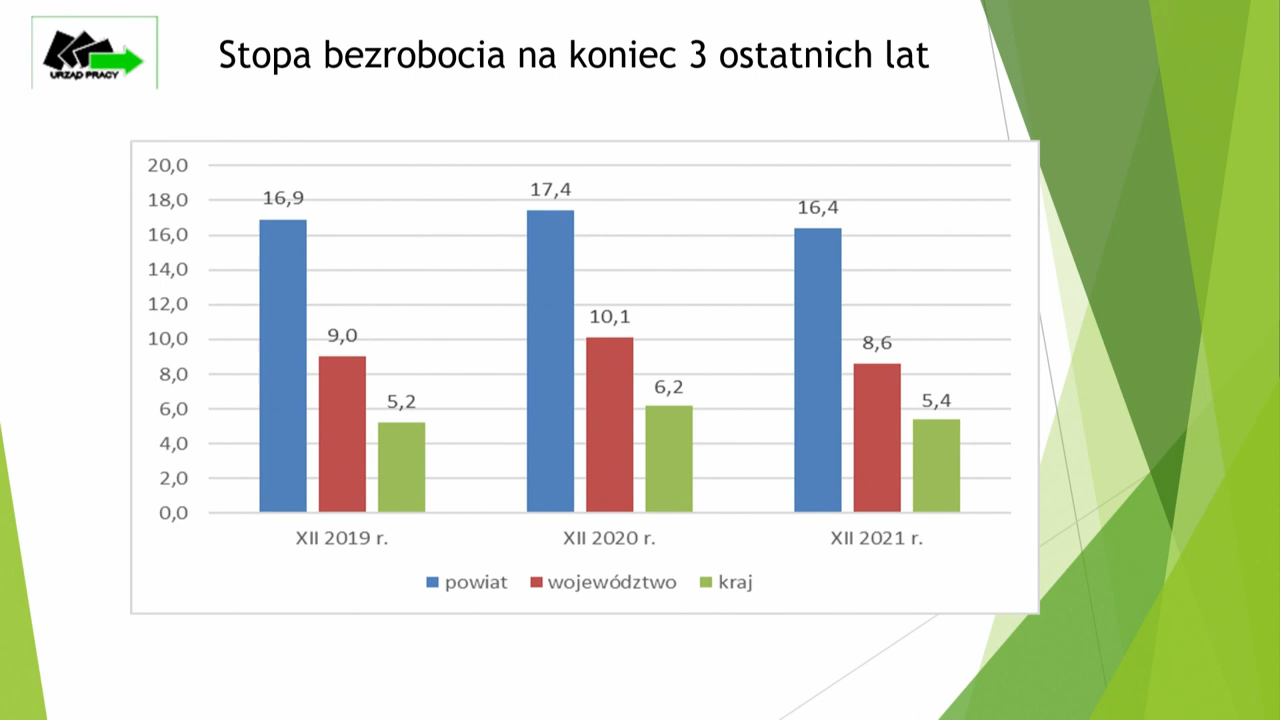 URZĄD PRACY
Stopa bezrobocia na koniec 3 ostatnich lat
20,0
18,0
16,0
14,0
12,0
10,0
8,0
6,0
4,0
2,0
0,0
16,9
9,0
5,2
17,4
10,1
6,2
16,4
8,6
5,4
XII 2019 r.
XII 2020 r.
XII 2021 r.
powiat
województwo
kraj